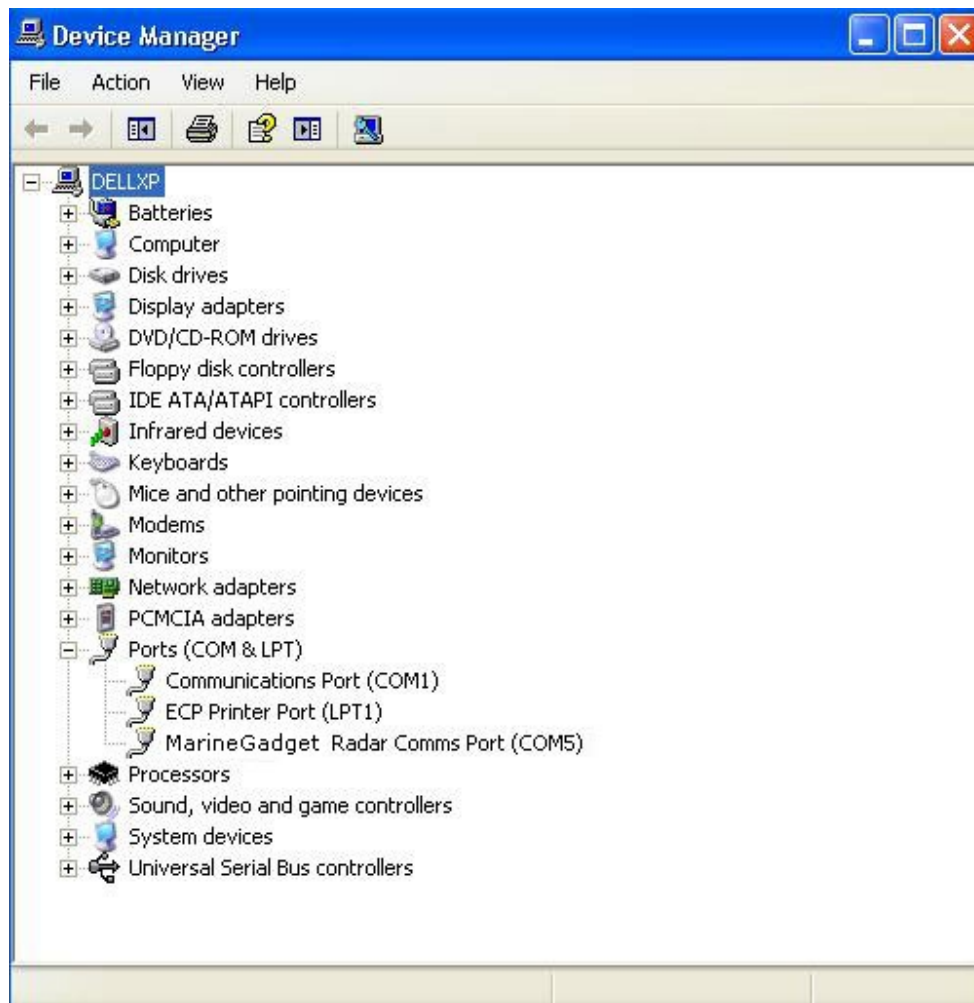 Device Manager
File Action View Help
DELLXP
Batteries
Computer
Disk drives
Display adapters
DVD/CD-ROM drives
Floppy disk controllers
IDE ATA/ATAPI controllers
Infrared devices
Keyboards
Mice and other pointing devices
Modems
Monitors
Network adapters
PCMCIA adapters
Ports (COM & LPT)
Communications Port (COM1)
ECP Printer Port (LPT1)
MarineGadget Radar Comms Port (COM5)
Processors
Sound, video and game controllers
System devices
Universal Serial Bus controllers